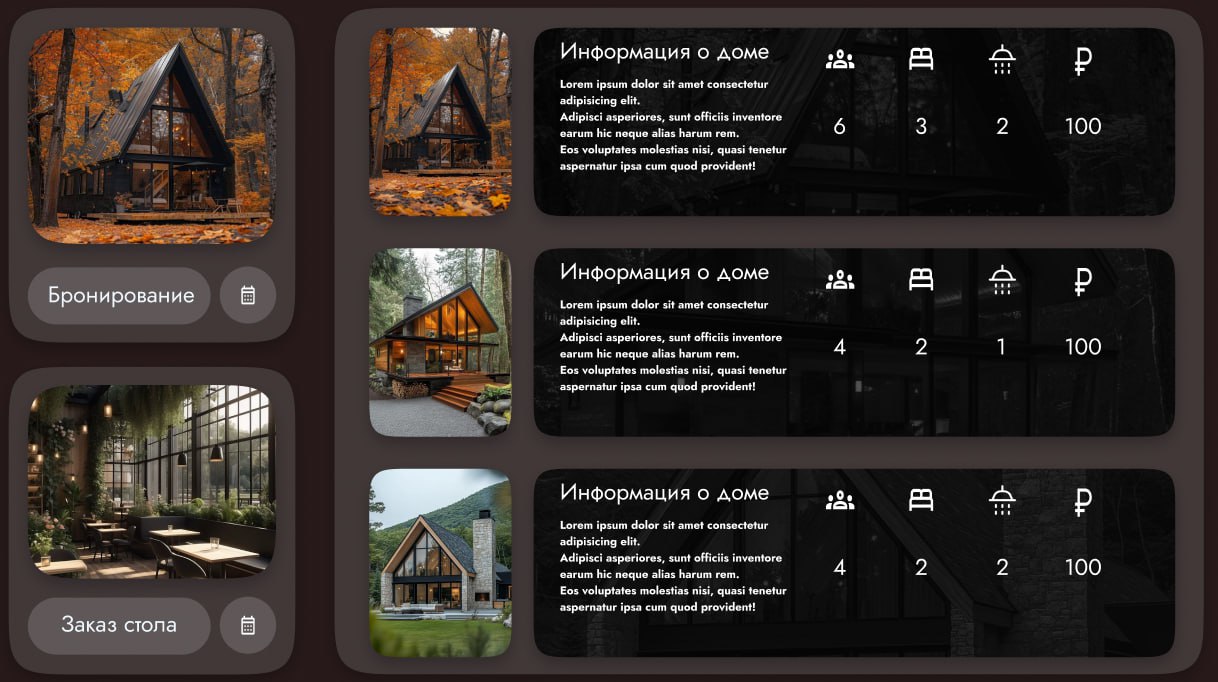 Бронирование
Заказ стола
Информация о доме
Lorem ipsum dolor sit amet consectetur
adipisicing elit.
Adipisci asperiores, sunt officiis inventore
earum hic neque alias harum rem.
Eos voluptates molestias nisi, quasi tenetur
aspernatur ipsa cum quod provident!
₽
6 3 2 100
Информация о доме
Lorem ipsum dolor sit amet consectetur
adipisicing elit.
Adipisci asperiores, sunt officiis inventore
earum hic neque alias harum rem.
Eos voluptates molestias nisi, quasi tenetur
aspernatur ipsa cum quod provident!
₽
4 2 1 100
Информация о доме
Lorem ipsum dolor sit amet consectetur
adipisicing elit.
Adipisci asperiores, sunt officiis inventore
earum hic neque alias harum rem.
Eos voluptates molestias nisi, quasi tenetur
aspernatur ipsa cum quod provident!
₽
4 2 2 100